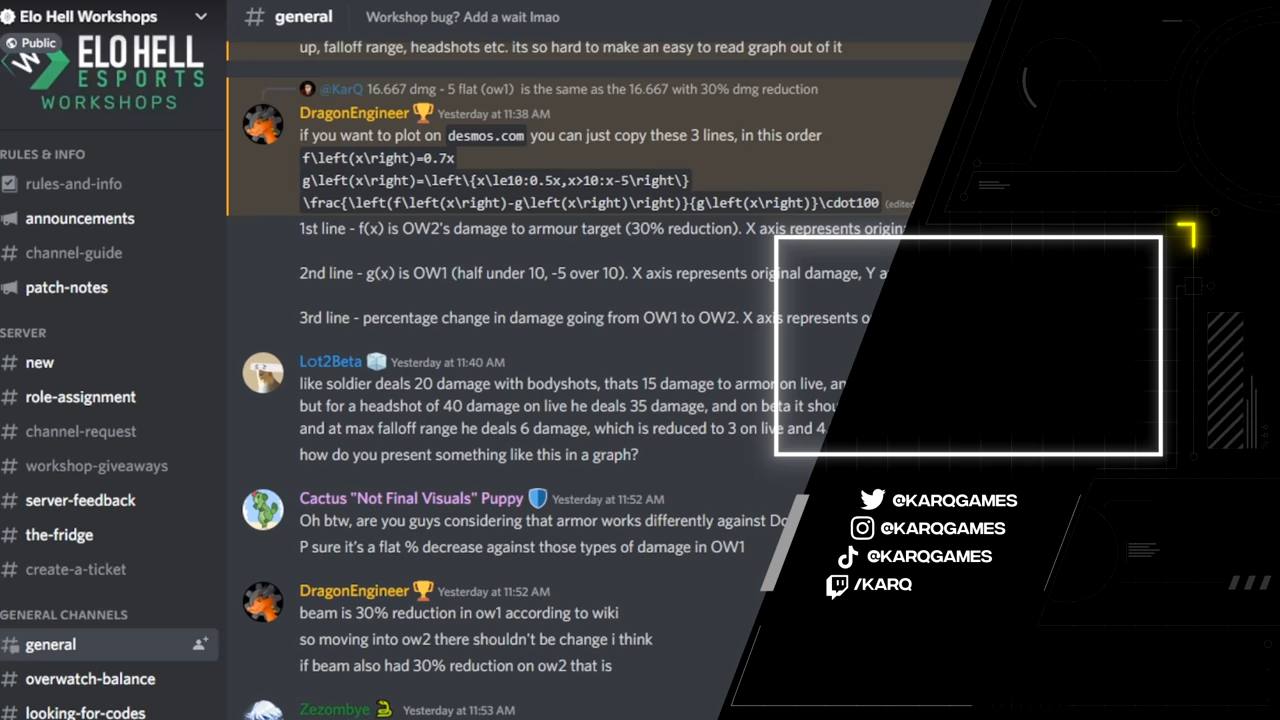 Elo Hell Workshops
Public
ELO HELL
ESPORTS
WORKSHOPS
RULES & INFO
rules-and-info
announcements
channel-guide
patch-notes
SERVER
new
role-assignment
channel-request
workshop-giveaways
server-feedback
the-fridge
create-a-ticket
GENERAL CHANNELS
general
overwatch-balance
looking-for-codes
# general
Workshop bug? Add a wait lmao
up, falloff range, headshots etc. its so hard to make an easy to read graph out of it
@KarQ 16.667 dmg - 5 flat (ow1) is the same as the 16.667 with 30% dmg reduction
DragonEngineer Yesterday at 11:38 AM
if you want to plot on desmos.com you can just copy these 3 lines, in this order
f\left(x\right)=0.7x
g\left(x\right)=\left\{x\le10:0.5x,x>10:x-5\right\}
\frac{\left(f\left(x\right)-g\left(x\right)\right)}{g\left(x\right)}\cdot100 (edited
1st line - f(x) is OW2's damage to armour target (30% reduction). X axis represents origin
2nd line - g(x) is OW1 (half under 10, -5 over 10). X axis represents original damage, Y a
3rd line - percentage change in damage going from OW1 to OW2. X axis represents o
Lot2Beta Yesterday at 11:40 AM
like soldier deals 20 damage with bodyshots, thats 15 damage to armor on live, an
but for a headshot of 40 damage on live he deals 35 damage, and on beta it shou
and at max falloff range he deals 6 damage, which is reduced to 3 on live and 4
how do you present something like this in a graph?
Cactus "Not Final Visuals" Puppy Yesterday at 11:52 AM
Oh btw, are you guys considering that armor works differently against Do
P sure it's a flat % decrease against those types of damage in OW1
DragonEngineer Yesterday at 11:52 AM
beam is 30% reduction in ow1 according to wiki
so moving into ow2 there shouldn't be change i think
if beam also had 30% reduction on ow2 that is
Zezombye Yesterday at 11:53 AM
@KARQGAMES
@KARQGAMES
@KARQGAMES
/KARQ